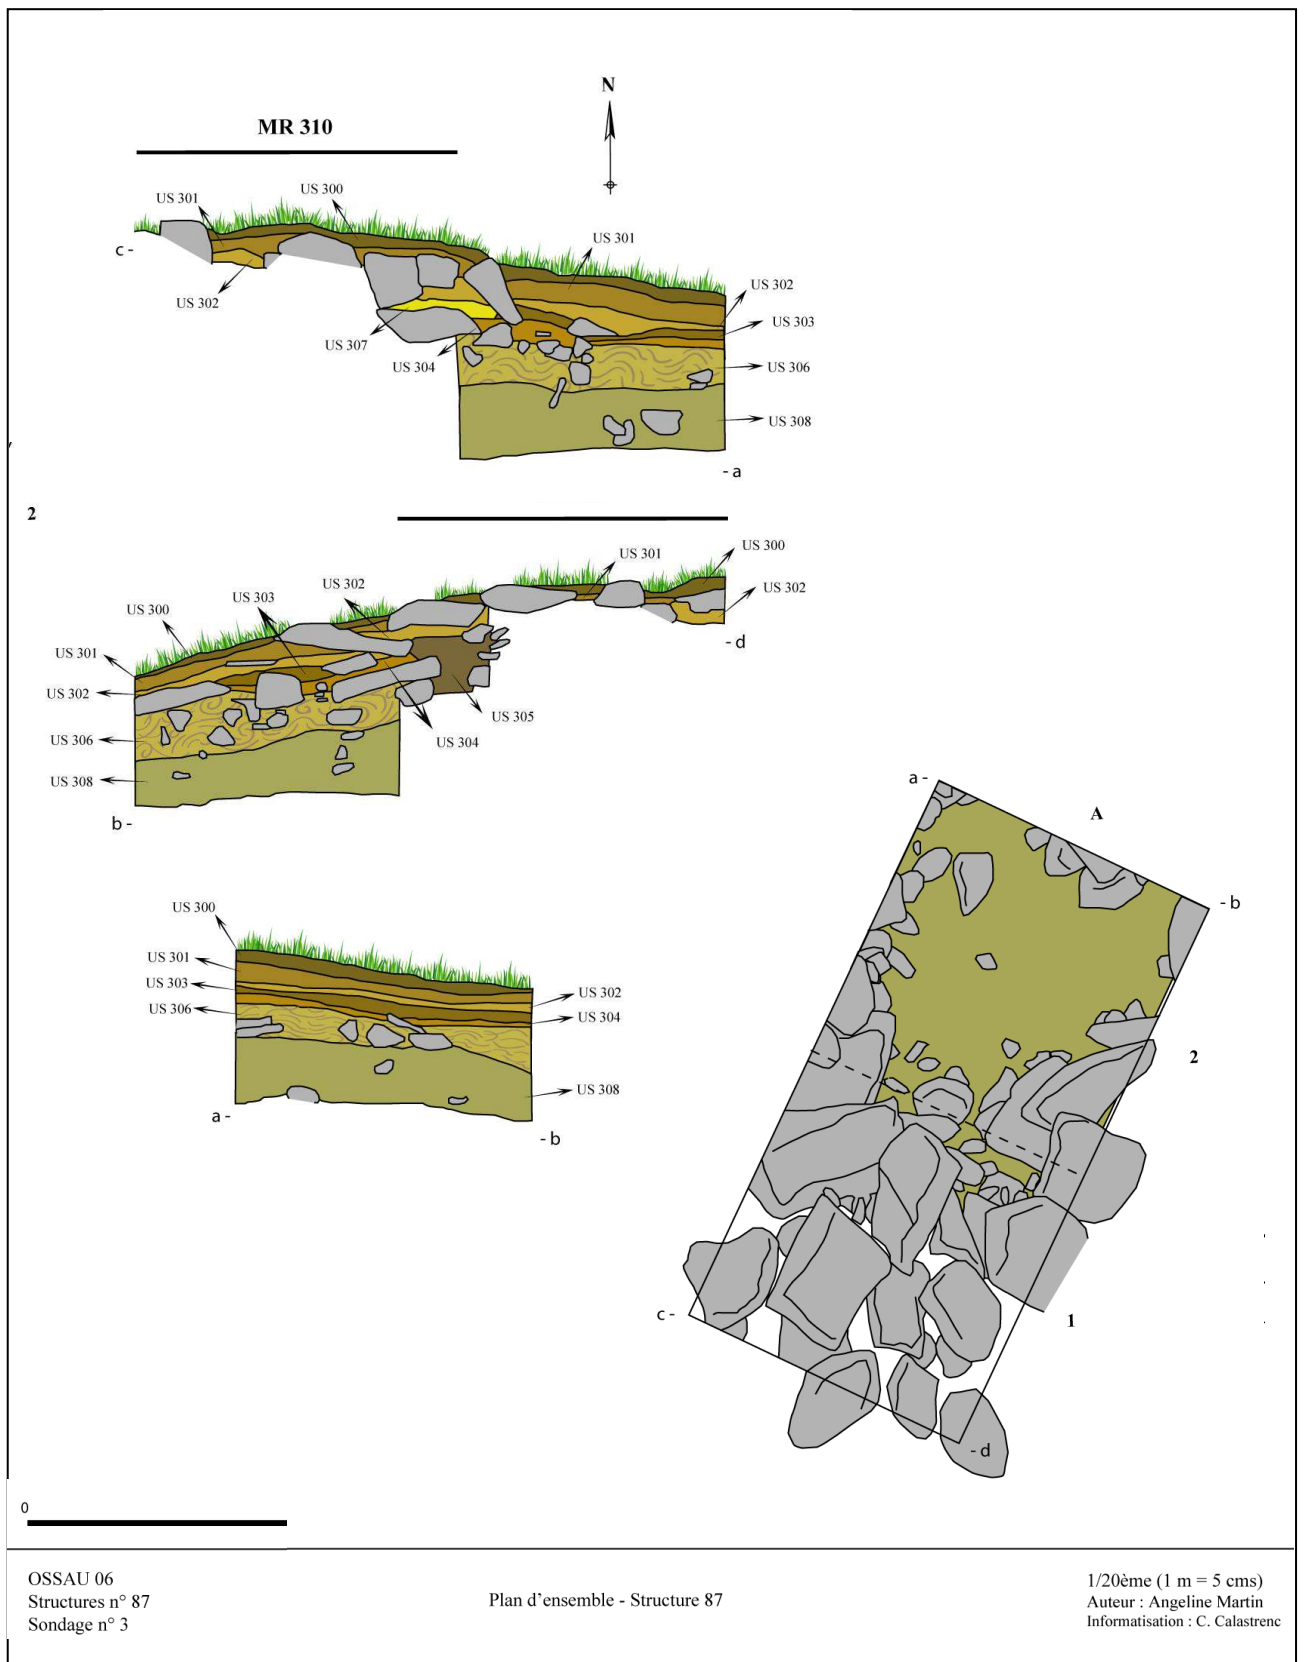 N
MR 310
US 301
US 300
US 301
c -
US 302
US 302
US 303
US 307
US 304
US 306
US 308
- a
2
US 301
US 300
US 302
US 303
US 302
US 300
- d
US 301
US 302
US 305
US 306
US 304
US 308
b -
a -
A
- b
US 300
US 301
US 303
US 302
US 306
US 304
2
US 308
a -
- b
c -
1
- d
0
OSSAU 06
Structures n° 87
Sondage n° 3
Plan d'ensemble - Structure 87
1/20ème (1 m = 5 cms)
Auteur : Angeline Martin
Informatisation : C. Calastrenc